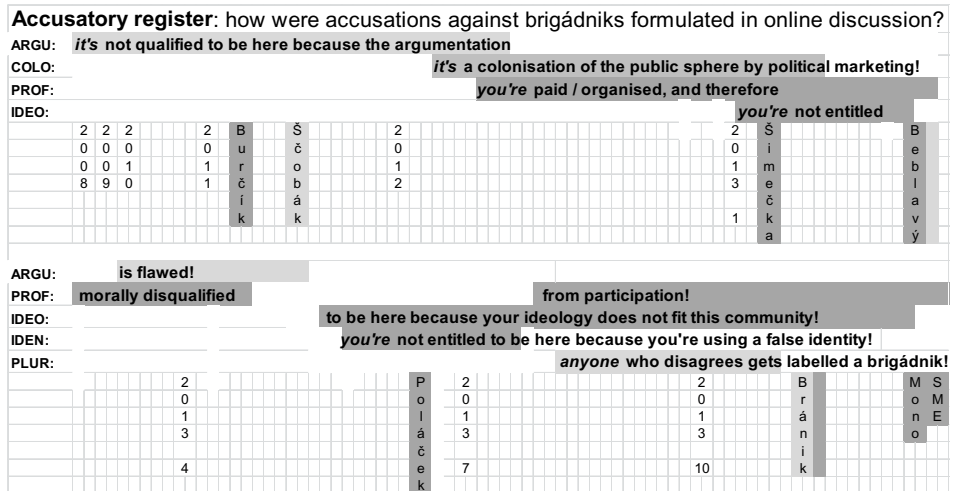 Accusatory register: how were accusations against brigádniks formulated in online discussion?
ARGU: it's not qualified to be here because the argumentation
COLO: it's a colonisation of the public sphere by political marketing!
PROF: you're paid / organised, and therefore
IDEO: you're not entitled
2008
2009
2010
2011
Burčík
Ščobák
2012
2013 1
Šimečka
Beblavý
ARGU: is flawed!
PROF: morally disqualified from participation!
IDEO: to be here because your ideology does not fit this community!
IDEN: you're not entitled to be here because you're using a false identity!
PLUR: anyone who disagrees gets labelled a brigádnik!
2013 4
Poláček
2013 7
2013 10
Bránik
Mono
SME